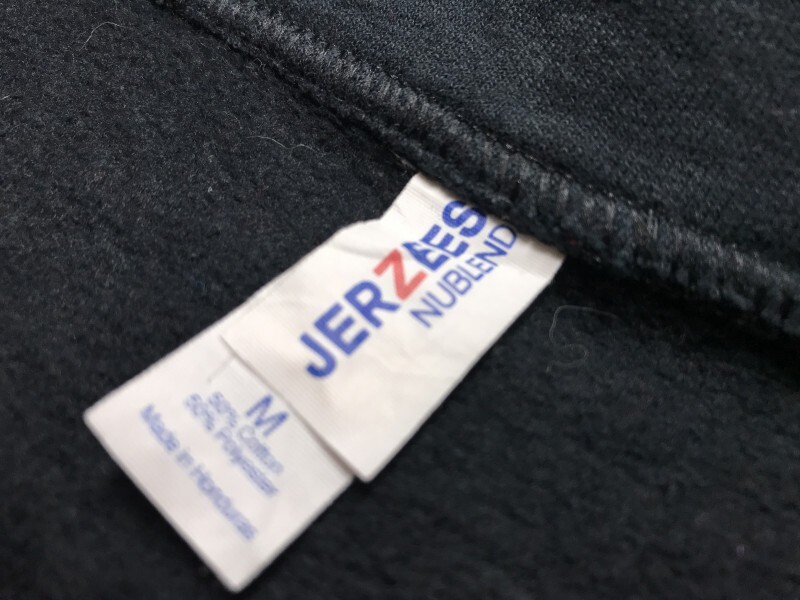 JERZEES
NUBLEND
M
50% Cotton
50% Polyester
Made in Honduras